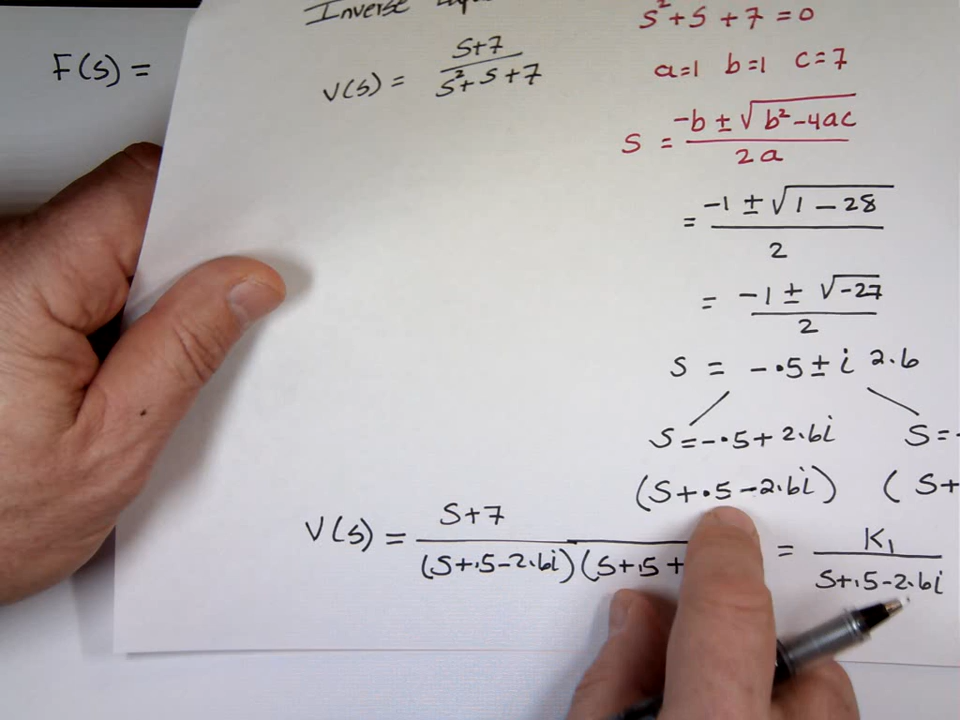 Inverse
F(s) =
V(s) = s+7 / s²+s+7
s²+s+7=0
a=1 b=1 c=7
s = -b ± √b²-4ac / 2a
= -1 ± √1-28 / 2
= -1 ± √-27 / 2
s = -.5 ± i 2.6
s=-.5+2.6i s=-
(s+.5-2.6i) (s+
V(s) = s+7 / (s+.5-2.6i)(s+.5+ = K₁ / s+.5-2.6i